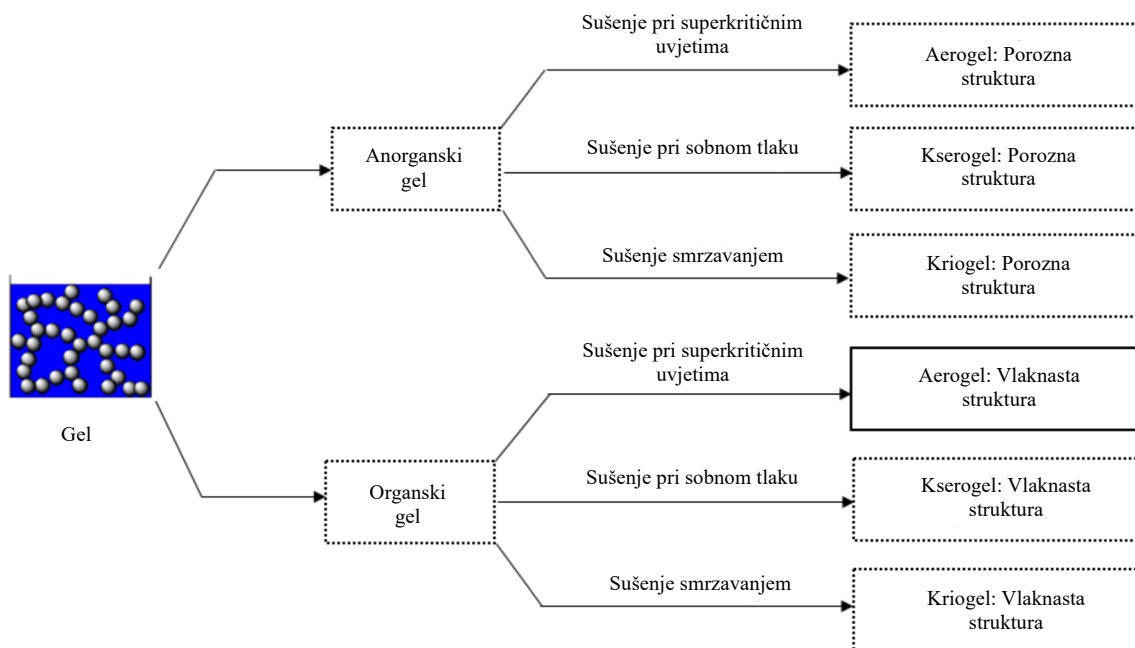 Sušenje pri superkritičnim
uvjetima
Aerogel: Porozna
struktura
Anorganski
gel
Sušenje pri sobnom tlaku
Kserogel: Porozna
struktura
Sušenje smrzavanjem
Kriogel: Porozna
struktura
Gel
Sušenje pri superkritičnim
uvjetima
Aerogel: Vlaknasta
struktura
Organski
gel
Sušenje pri sobnom tlaku
Kserogel: Vlaknasta
struktura
Sušenje smrzavanjem
Kriogel: Vlaknasta
struktura